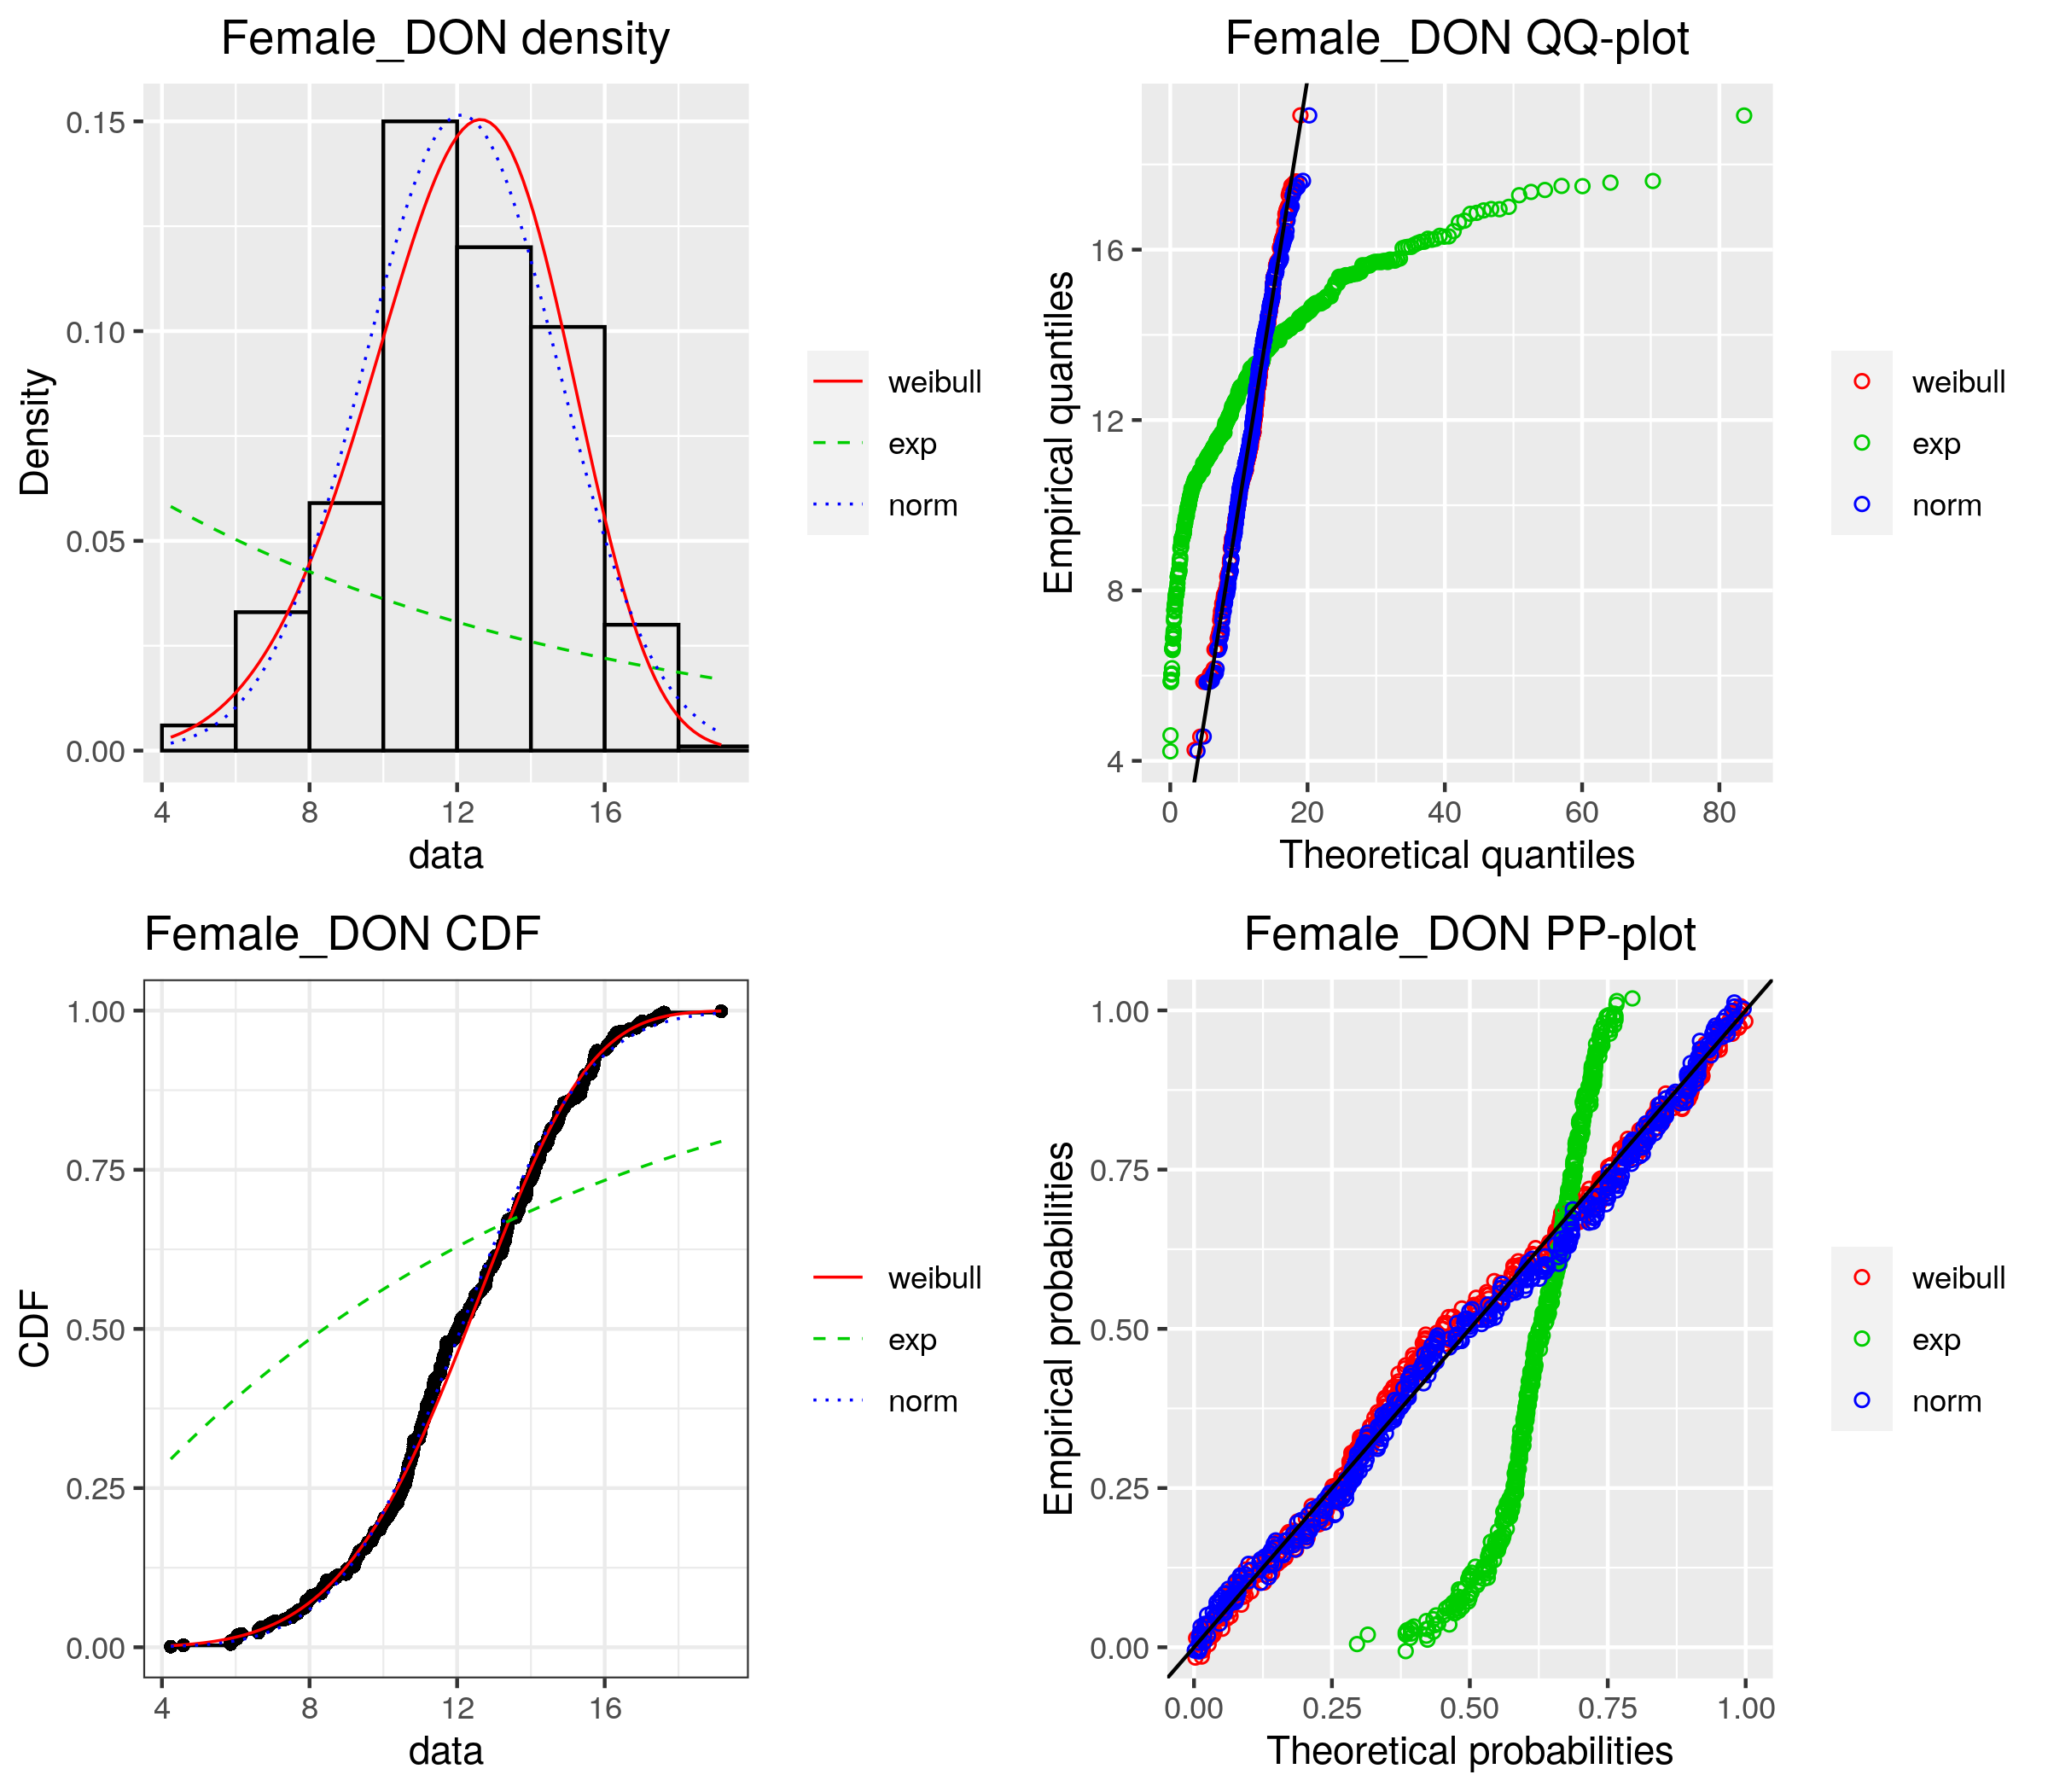 Female_DON density
0.15
0.10
0.05
0.00
Density
4 8 12 16
data
weibull
exp
norm
Female_DON QQ-plot
16
12
8
4
Empirical quantiles
0 20 40 60 80
Theoretical quantiles
weibull
exp
norm
Female_DON CDF
1.00
0.75
0.50
0.25
0.00
CDF
4 8 12 16
data
weibull
exp
norm
Female_DON PP-plot
1.00
0.75
0.50
0.25
0.00
Empirical probabilities
0.00 0.25 0.50 0.75 1.00
Theoretical probabilities
weibull
exp
norm